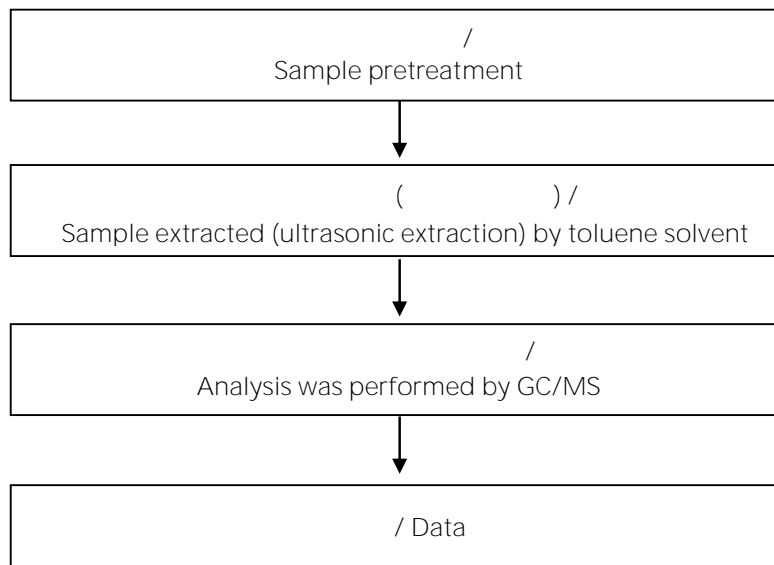 /
Sample pretreatment
( ) /
Sample extracted (ultrasonic extraction) by toluene solvent
/
Analysis was performed by GC/MS
/ Data